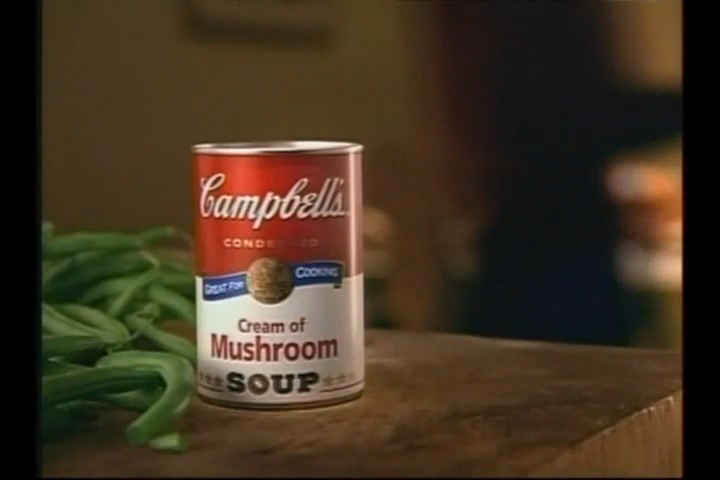 Campbell's
CONDENSED
GREAT FOR COOKING
Cream of
Mushroom
SOUP